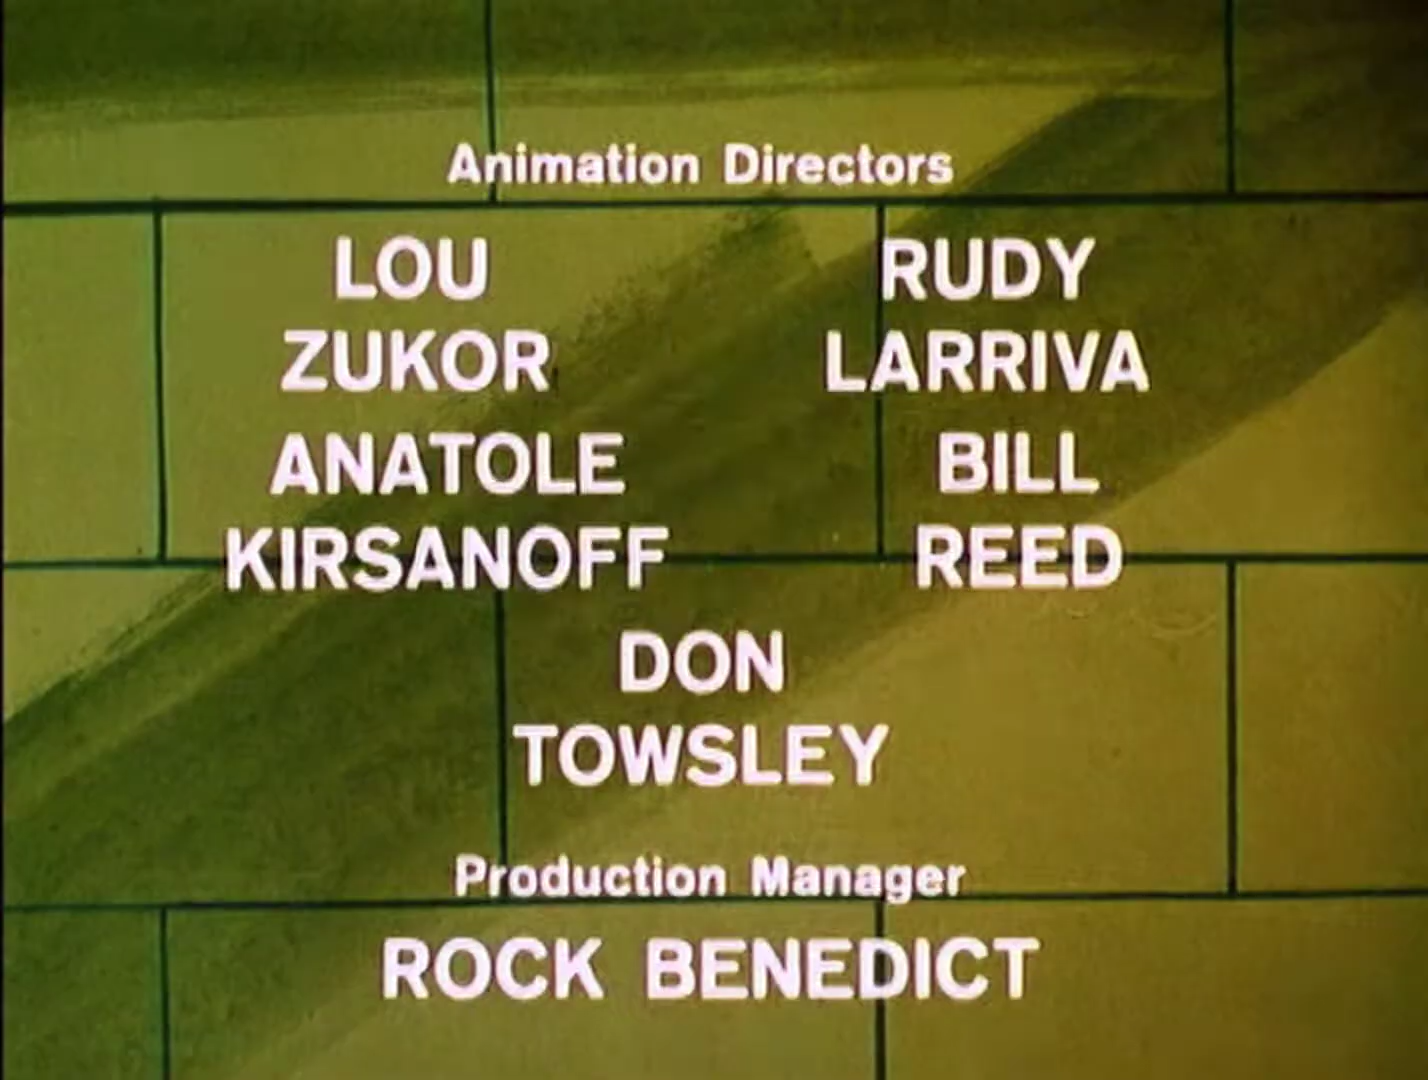 Animation Directors
LOU RUDY
ZUKOR LARRIVA
ANATOLE BILL
KIRSANOFF REED
DON
TOWSLEY
Production Manager
ROCK BENEDICT